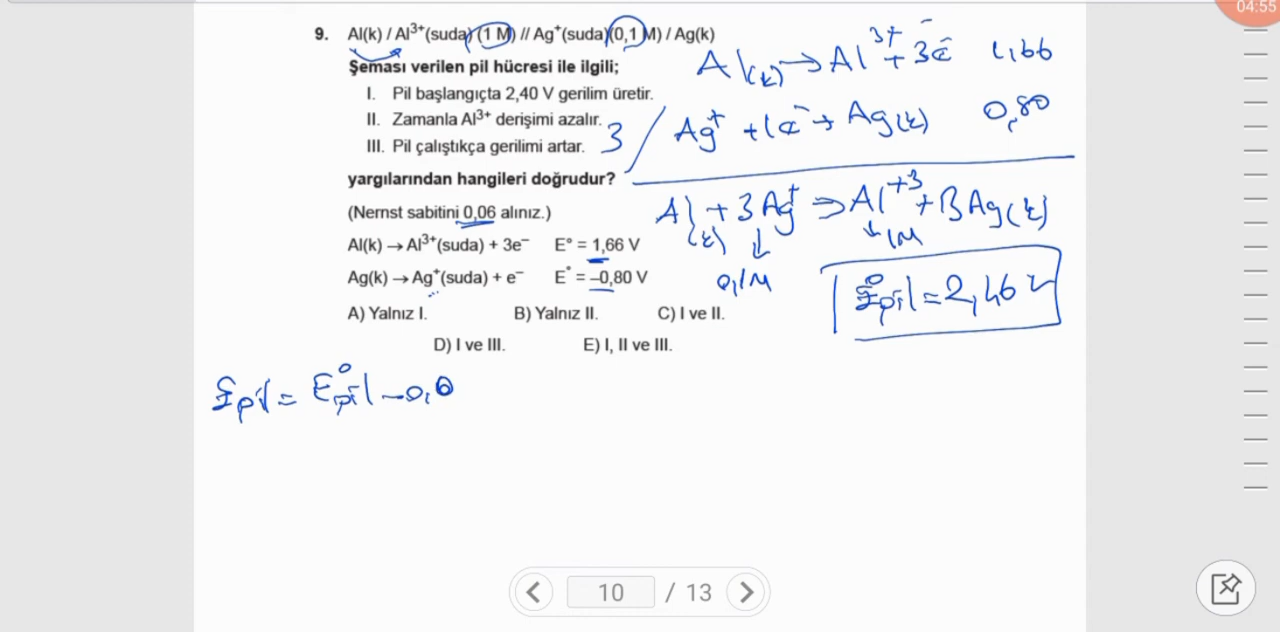 04:55
9. Al(k) / Al³⁺(suda) (1 M) // Ag⁺(suda)(0,1 M) / Ag(k)
Şeması verilen pil hücresi ile ilgili;
I. Pil başlangıçta 2,40 V gerilim üretir.
II. Zamanla Al³⁺ derişimi azalır.
III. Pil çalıştıkça gerilimi artar.
yargılarından hangileri doğrudur?
(Nernst sabitini 0,06 alınız.)
Al(k) → Al³⁺(suda) + 3e⁻ E° = 1,66 V
Ag(k) → Ag⁺(suda) + e⁻ E° = –0,80 V
A) Yalnız I. B) Yalnız II. C) I ve II.
D) I ve III. E) I, II ve III.
Al(k) → Al³⁺ + 3e⁻ 1,66
3 / Ag⁺ + 1e⁻ → Ag(k) 0,80
Al + 3Ag⁺ ⇒ Al⁺³ + 3Ag(k)
(k) ↓ ↓ 1M
0,1M
E°pil = 2,46 V
Epil = E°pil – 0,0
10 / 13